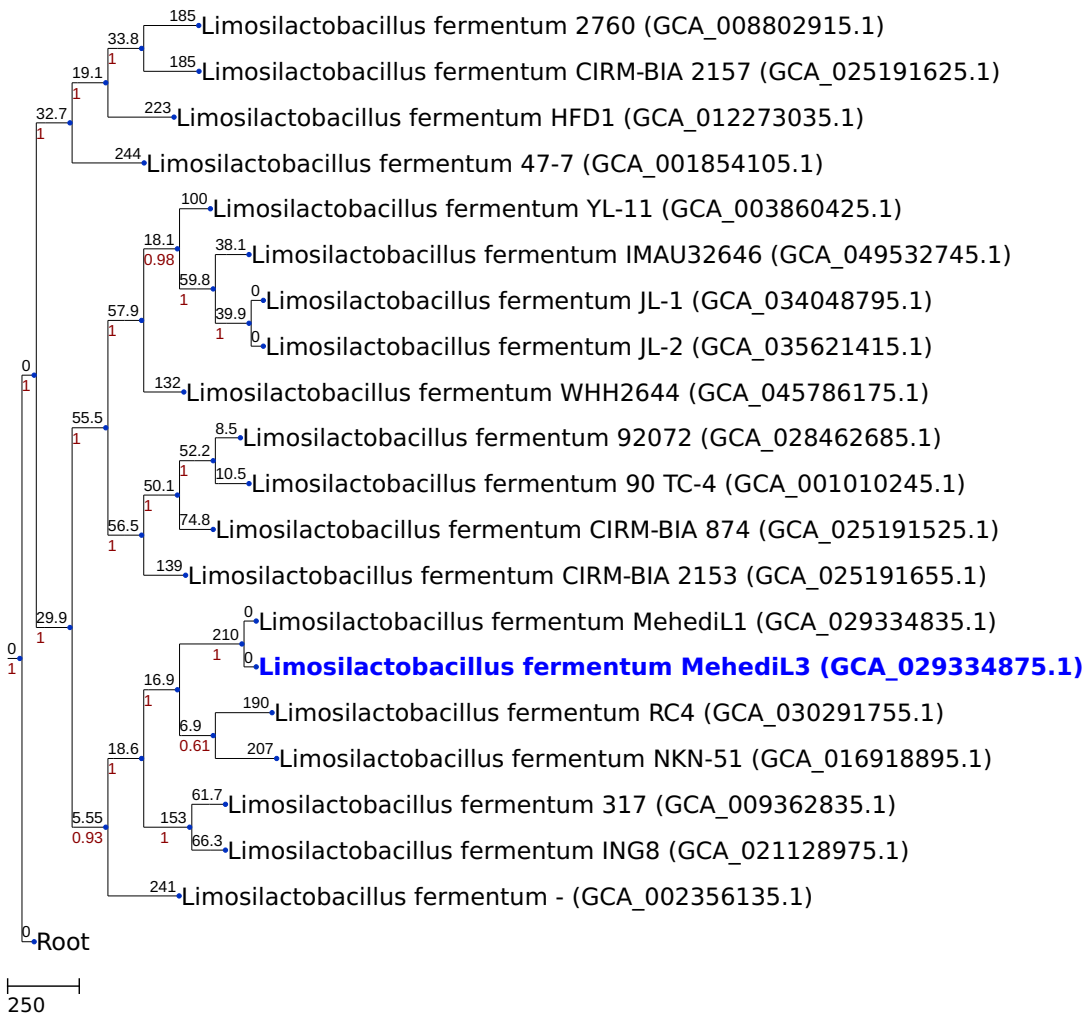 185
Limosilactobacillus fermentum 2760 (GCA_008802915.1)
33.8
1
185
Limosilactobacillus fermentum CIRM-BIA 2157 (GCA_025191625.1)
19.1
1
223
Limosilactobacillus fermentum HFD1 (GCA_012273035.1)
32.7
1
244
Limosilactobacillus fermentum 47-7 (GCA_001854105.1)
100
Limosilactobacillus fermentum YL-11 (GCA_003860425.1)
18.1
0.98
38.1
Limosilactobacillus fermentum IMAU32646 (GCA_049532745.1)
59.8
1
0
Limosilactobacillus fermentum JL-1 (GCA_034048795.1)
57.9
1
39.9
1
0
Limosilactobacillus fermentum JL-2 (GCA_035621415.1)
0
1
132
Limosilactobacillus fermentum WHH2644 (GCA_045786175.1)
55.5
1
8.5
Limosilactobacillus fermentum 92072 (GCA_028462685.1)
52.2
1
10.5
Limosilactobacillus fermentum 90 TC-4 (GCA_001010245.1)
50.1
1
74.8
Limosilactobacillus fermentum CIRM-BIA 874 (GCA_025191525.1)
56.5
1
139
Limosilactobacillus fermentum CIRM-BIA 2153 (GCA_025191655.1)
29.9
1
0
Limosilactobacillus fermentum MehediL1 (GCA_029334835.1)
210
1
0
1
0
Limosilactobacillus fermentum MehediL3 (GCA_029334875.1)
16.9
1
190
Limosilactobacillus fermentum RC4 (GCA_030291755.1)
6.9
0.61
207
Limosilactobacillus fermentum NKN-51 (GCA_016918895.1)
18.6
1
61.7
Limosilactobacillus fermentum 317 (GCA_009362835.1)
5.55
0.93
153
1
66.3
Limosilactobacillus fermentum ING8 (GCA_021128975.1)
241
Limosilactobacillus fermentum - (GCA_002356135.1)
0
Root
250